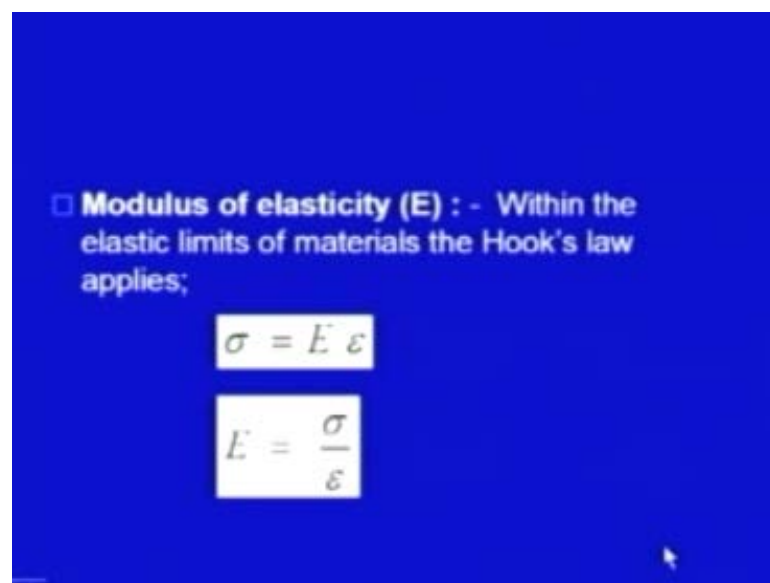 Modulus of elasticity (E) : - Within the
elastic limits of materials the Hook's law
applies;
σ = E ε
E = σ/ε